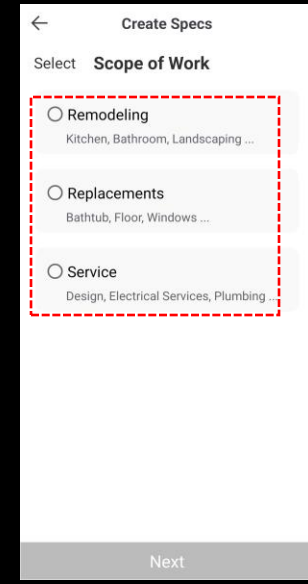 Create Specs
Select Scope of Work
Remodeling
Kitchen, Bathroom, Landscaping ...
Replacements
Bathtub, Floor, Windows ...
Service
Design, Electrical Services, Plumbing ...
Next